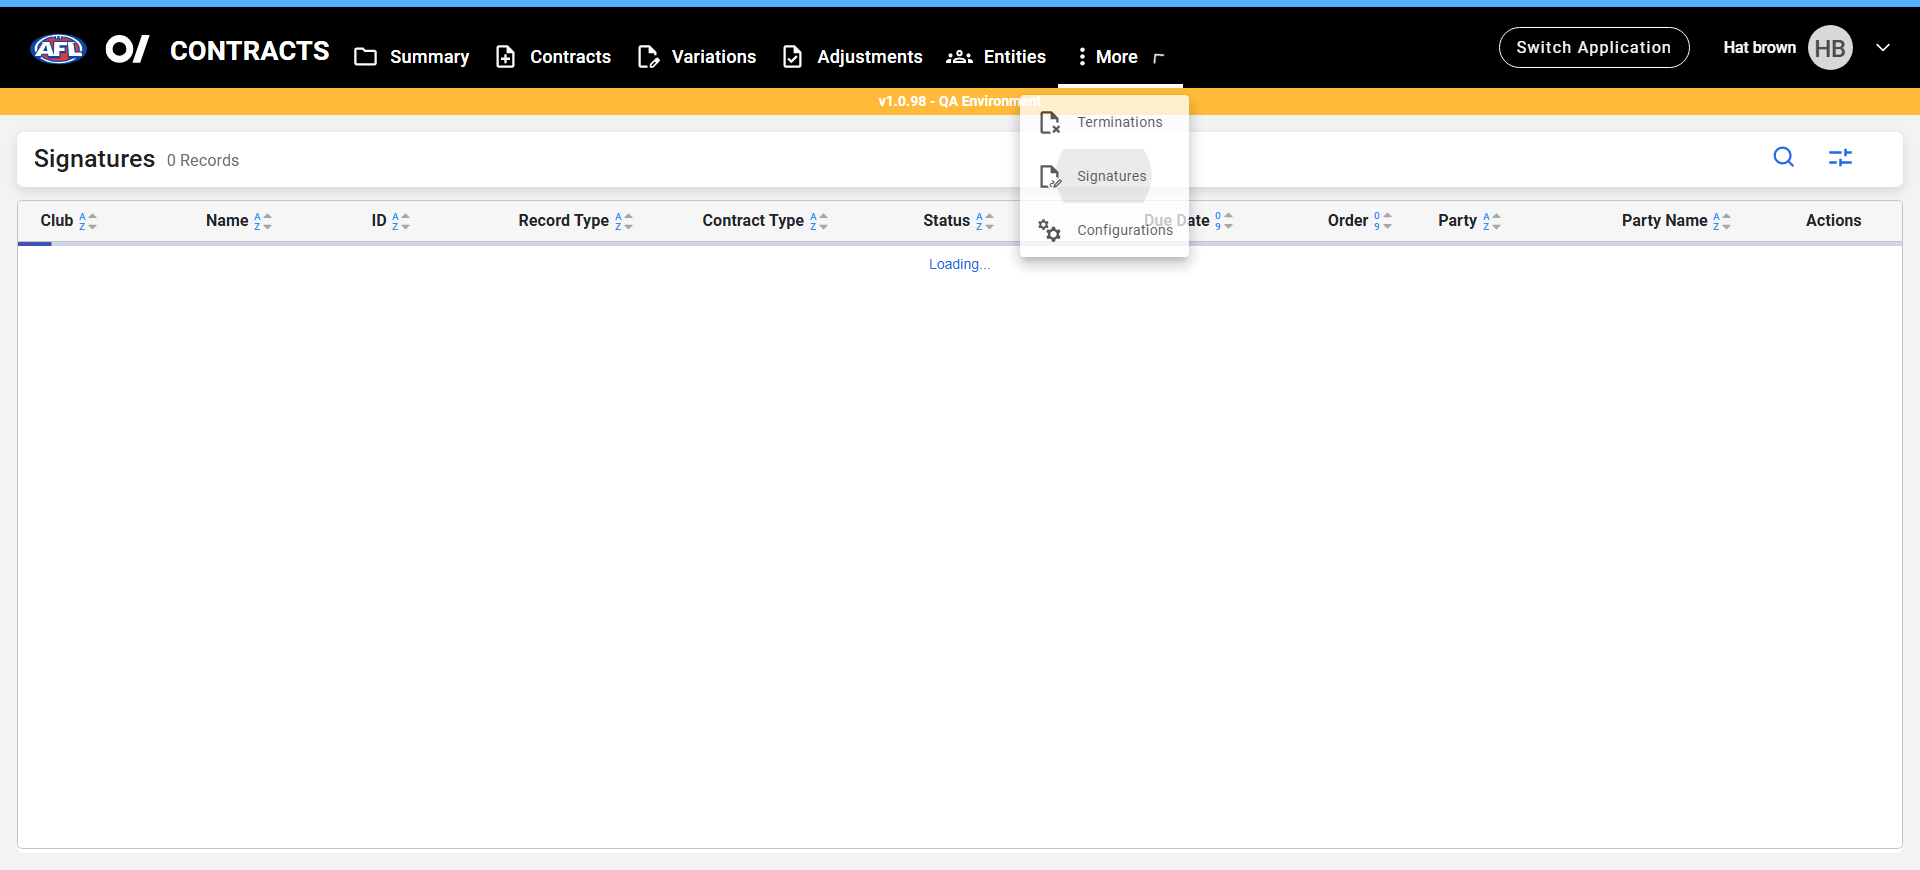 AFL CONTRACTS Summary Contracts Variations Adjustments Entities More Switch Application Hat brown HB
v1.0.98 - QA Environment
Terminations
Signatures 0 Records
Signatures
Club Name ID Record Type Contract Type Status Due Date Order Party Party Name Actions
Configurations
Loading...